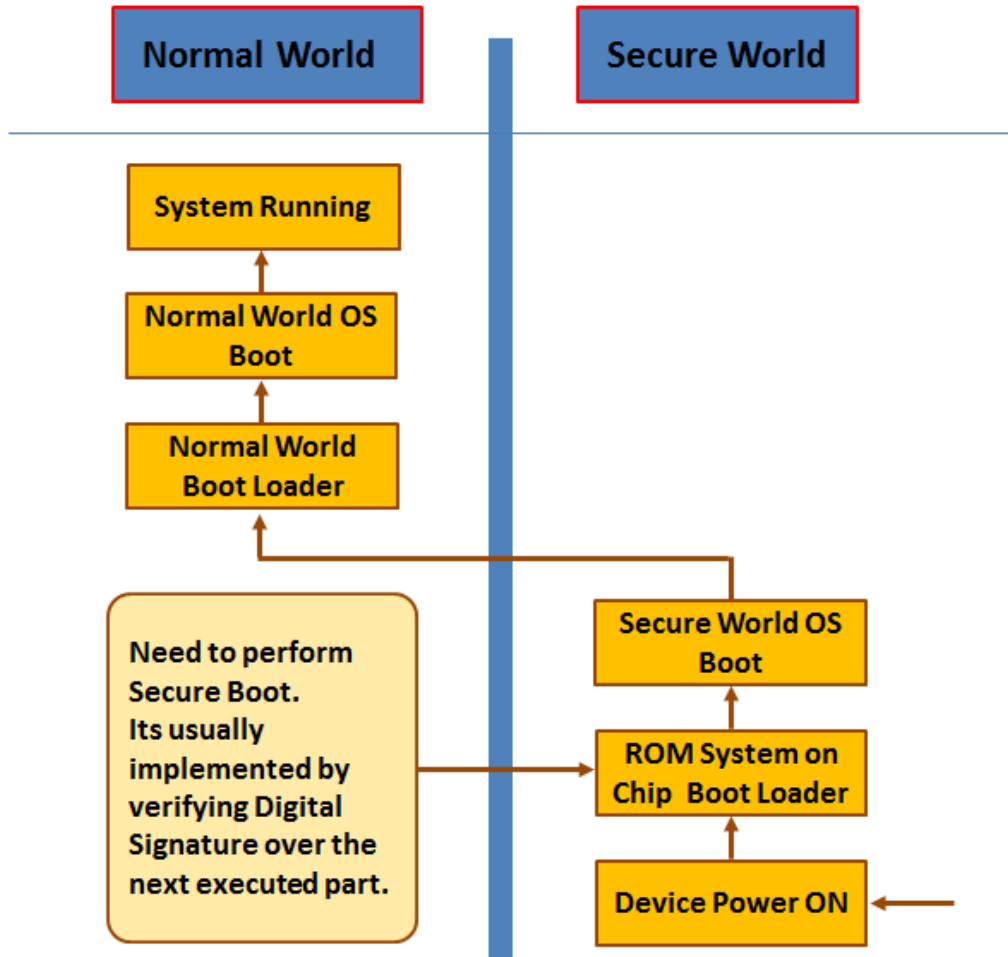 Normal World
Secure World
System Running
Normal World OS
Boot
Normal World
Boot Loader
Need to perform
Secure Boot.
Its usually
implemented by
verifying Digital
Signature over the
next executed part.
Secure World OS
Boot
ROM System on
Chip Boot Loader
Device Power ON